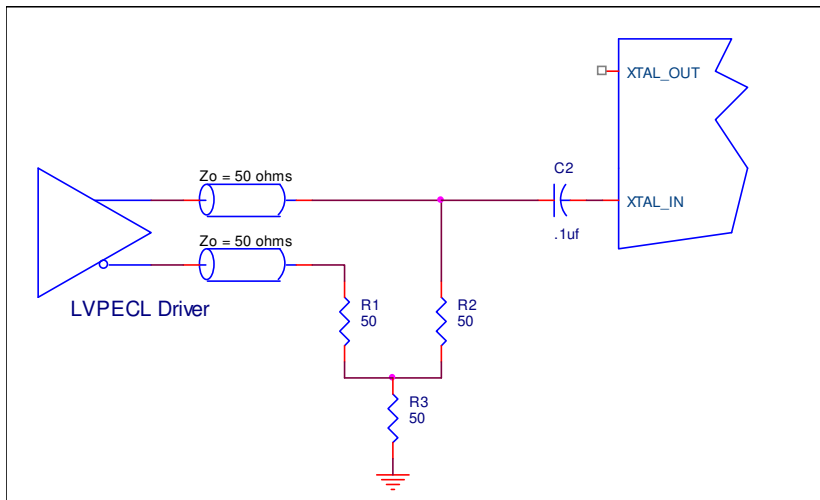 XTAL_OUT
C2
Zo = 50 ohms
XTAL_IN
.1uf
Zo = 50 ohms
LVPECL Driver
R1
50
R2
50
R3
50